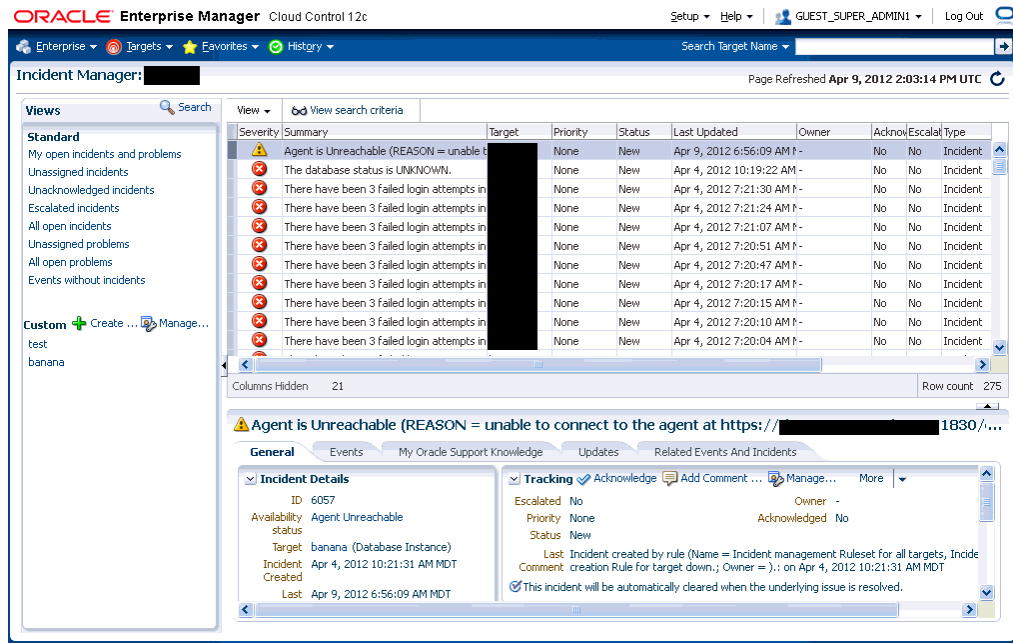 ORACLE Enterprise Manager Cloud Control 12c
Setup Help GUEST_SUPER_ADMIN1 Log Out
Enterprise Targets Favorites History Search Target Name
Incident Manager:
Page Refreshed Apr 9, 2012 2:03:14 PM UTC
Views Search
Standard
My open incidents and problems
Unassigned incidents
Unacknowledged incidents
Escalated incidents
All open incidents
Unassigned problems
All open problems
Events without incidents
Custom Create ... Manage...
test
banana
View View search criteria
Severity Summary Target Priority Status Last Updated Owner Acknov Escalat Type
Agent is Unreachable (REASON = unable t None New Apr 9, 2012 6:56:09 AM M - No No Incident
The database status is UNKNOWN. None New Apr 4, 2012 10:19:22 AM - No No Incident
There have been 3 failed login attempts in None New Apr 4, 2012 7:21:30 AM M - No No Incident
There have been 3 failed login attempts in None New Apr 4, 2012 7:21:24 AM M - No No Incident
There have been 3 failed login attempts in None New Apr 4, 2012 7:21:07 AM M - No No Incident
There have been 3 failed login attempts in None New Apr 4, 2012 7:20:51 AM M - No No Incident
There have been 3 failed login attempts in None New Apr 4, 2012 7:20:47 AM M - No No Incident
There have been 3 failed login attempts in None New Apr 4, 2012 7:20:17 AM M - No No Incident
There have been 3 failed login attempts in None New Apr 4, 2012 7:20:15 AM M - No No Incident
There have been 3 failed login attempts in None New Apr 4, 2012 7:20:10 AM M - No No Incident
There have been 3 failed login attempts in None New Apr 4, 2012 7:20:04 AM M - No No Incident
Columns Hidden 21 Row count 275
Agent is Unreachable (REASON = unable to connect to the agent at https:// 1830/...
General Events My Oracle Support Knowledge Updates Related Events And Incidents
Incident Details
ID 6057
Availability status Agent Unreachable
Target banana (Database Instance)
Incident Created Apr 4, 2012 10:21:31 AM MDT
Last Apr 9, 2012 6:56:09 AM MDT
Tracking Acknowledge Add Comment ... Manage... More
Escalated No Owner -
Priority None Acknowledged No
Status New
Last Comment Incident created by rule (Name = Incident management Ruleset for all targets, Incide
creation Rule for target down.; Owner = ).: on Apr 4, 2012 10:21:31 AM MDT
This incident will be automatically cleared when the underlying issue is resolved.